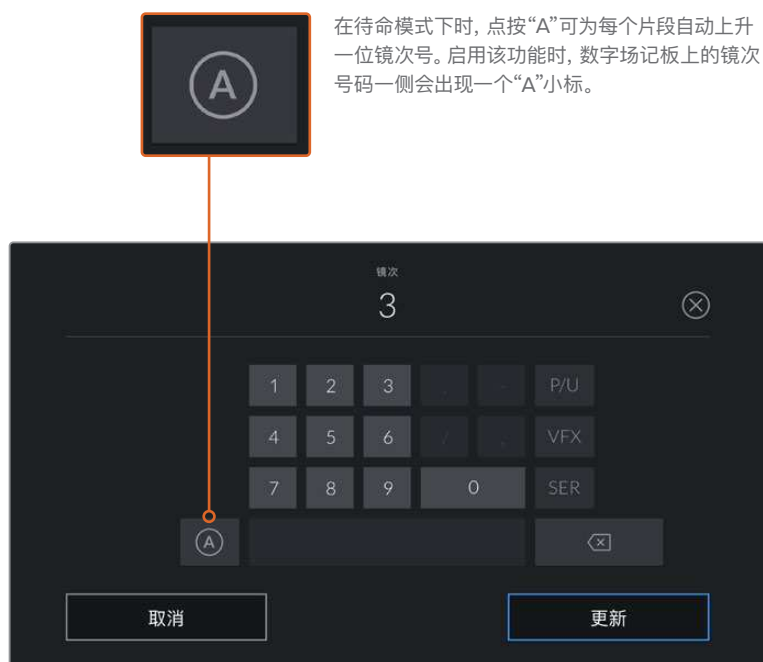 A
在待命模式下时，点按“A”可为每个片段自动上升
一位镜次号。启用该功能时，数字场记板上的镜次
号码一侧会出现一个“A”小标。
镜次
3
1 2 3 . - P/U
4 5 6 / , VFX
7 8 9 0 SER
A
取消 更新